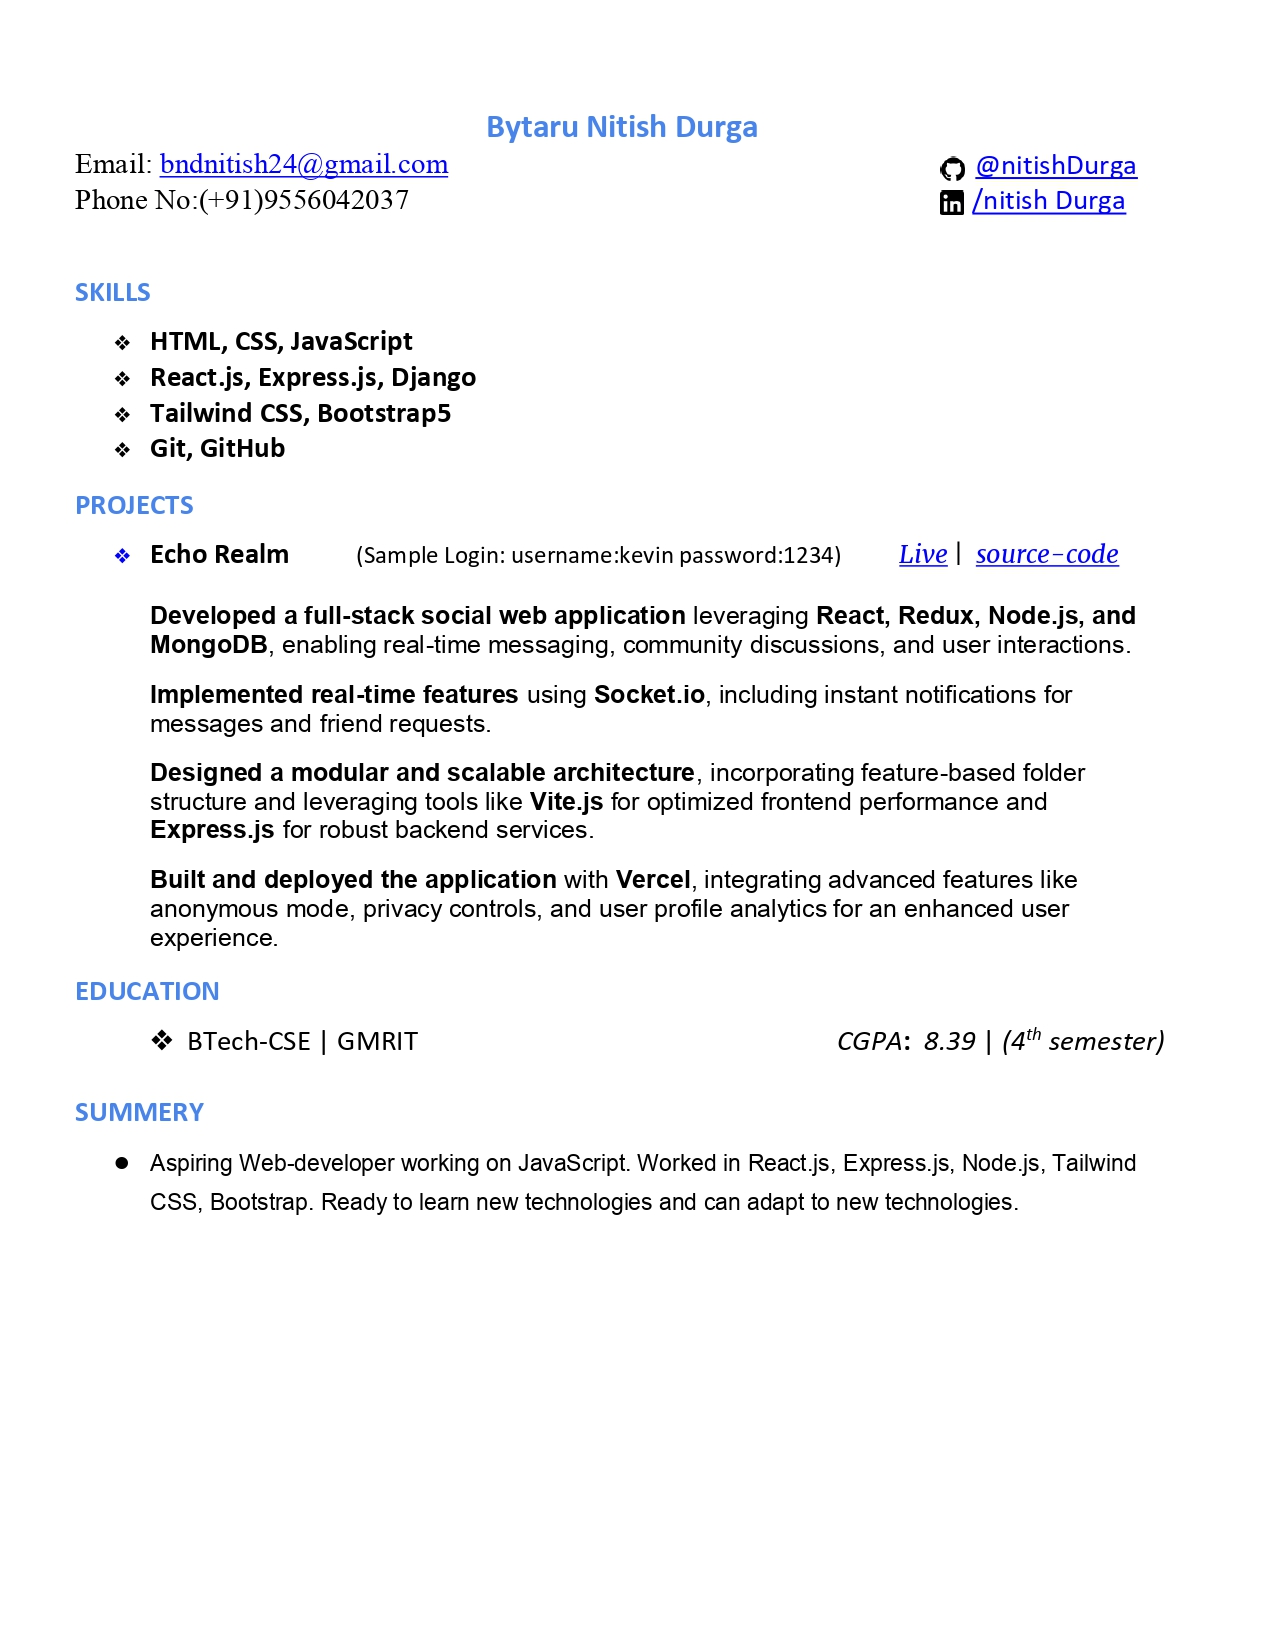 Bytaru Nitish Durga
Email: bndnitish24@gmail.com @nitishDurga
Phone No:(+91)9556042037 /nitish Durga
SKILLS
❖ HTML, CSS, JavaScript
❖ React.js, Express.js, Django
❖ Tailwind CSS, Bootstrap5
❖ Git, GitHub
PROJECTS
❖ Echo Realm (Sample Login: username:kevin password:1234) Live | source-code
Developed a full-stack social web application leveraging React, Redux, Node.js, and
MongoDB, enabling real-time messaging, community discussions, and user interactions.
Implemented real-time features using Socket.io, including instant notifications for
messages and friend requests.
Designed a modular and scalable architecture, incorporating feature-based folder
structure and leveraging tools like Vite.js for optimized frontend performance and
Express.js for robust backend services.
Built and deployed the application with Vercel, integrating advanced features like
anonymous mode, privacy controls, and user profile analytics for an enhanced user
experience.
EDUCATION
❖ BTech-CSE | GMRIT CGPA: 8.39 | (4th semester)
SUMMERY
● Aspiring Web-developer working on JavaScript. Worked in React.js, Express.js, Node.js, Tailwind
CSS, Bootstrap. Ready to learn new technologies and can adapt to new technologies.